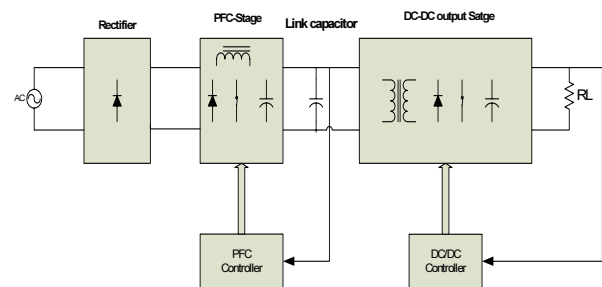 Rectifier
PFC-Stage
Link capacitor
DC-DC output Satge
AC
RL
PFC
Controller
DC/DC
Controller